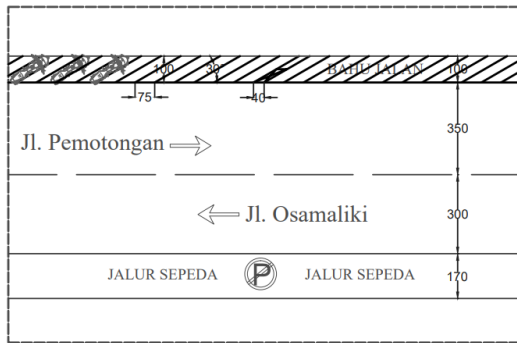 100 30° BAHU JALAN 100
75 40
350
Jl. Pemotongan
Jl. Osamaliki 300
JALUR SEPEDA P JALUR SEPEDA 170